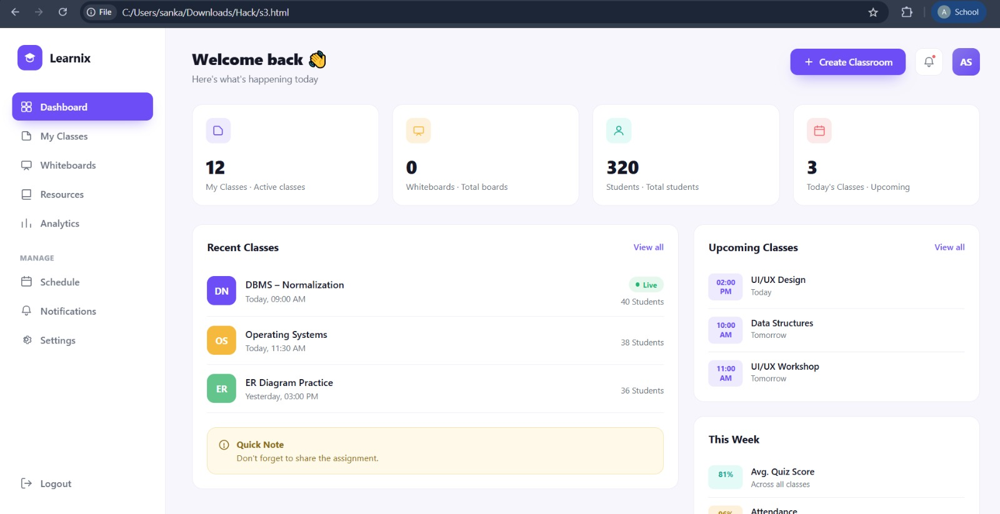 File C:/Users/sanka/Downloads/Hack/s3.html
A School
Learnix
Dashboard
My Classes
Whiteboards
Resources
Analytics
MANAGE
Schedule
Notifications
Settings
Logout
Welcome back 👋
Here's what's happening today
+ Create Classroom
AS
12
My Classes · Active classes
0
Whiteboards · Total boards
320
Students · Total students
3
Today's Classes · Upcoming
Recent Classes
View all
DN
DBMS – Normalization
Today, 09:00 AM
Live
40 Students
OS
Operating Systems
Today, 11:30 AM
38 Students
ER
ER Diagram Practice
Yesterday, 03:00 PM
36 Students
Quick Note
Don't forget to share the assignment.
Upcoming Classes
View all
02:00
PM
UI/UX Design
Today
10:00
AM
Data Structures
Tomorrow
11:00
AM
UI/UX Workshop
Tomorrow
This Week
81%
Avg. Quiz Score
Across all classes
96%
Attendance